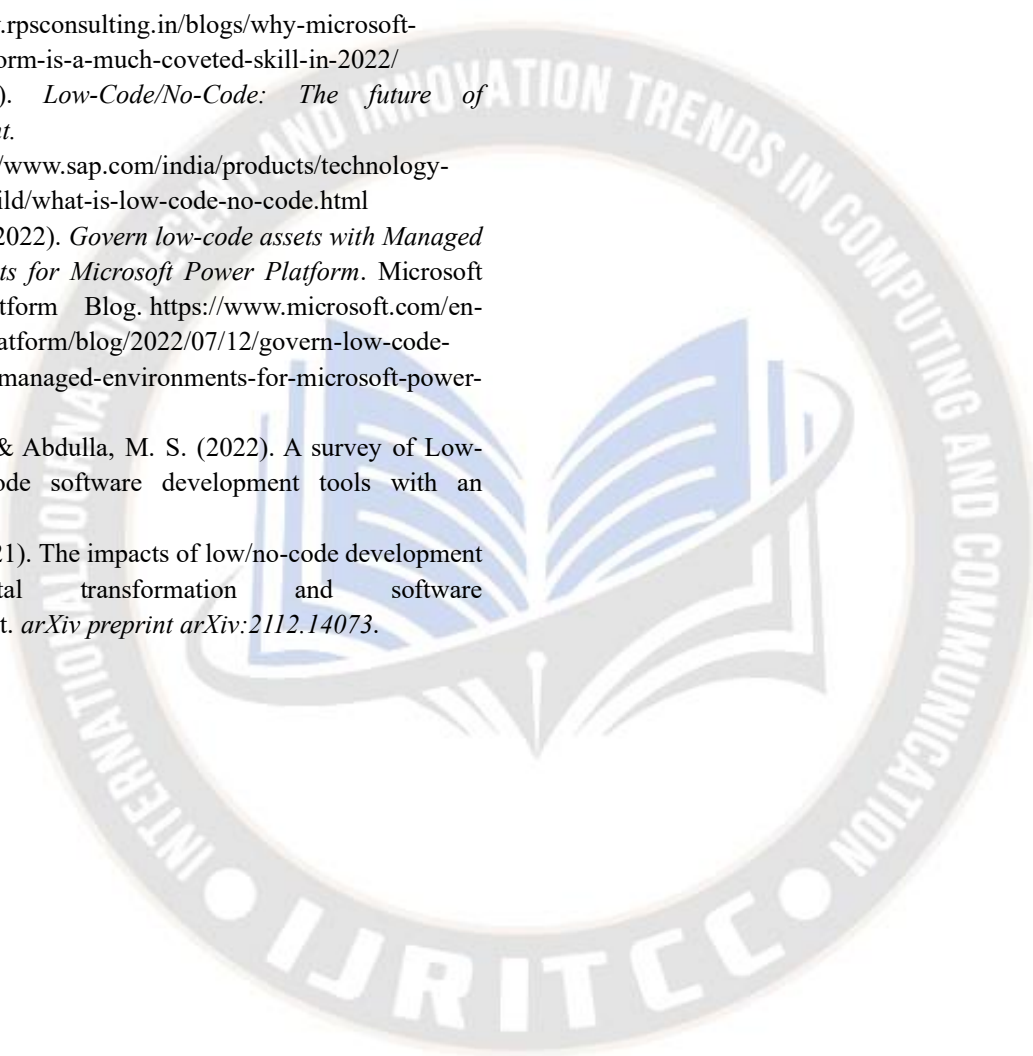 .rpsconsulting.in/blogs/why-microsoft-
orm-is-a-much-coveted-skill-in-2022/
). Low-Code/No-Code: The future of
nt.
/www.sap.com/india/products/technology-
ild/what-is-low-code-no-code.html
2022). Govern low-code assets with Managed
ts for Microsoft Power Platform. Microsoft
tform Blog. https://www.microsoft.com/en-
atform/blog/2022/07/12/govern-low-code-
managed-environments-for-microsoft-power-
& Abdulla, M. S. (2022). A survey of Low-
ode software development tools with an
21). The impacts of low/no-code development
tal transformation and software
t. arXiv preprint arXiv:2112.14073.
INTERNATIONAL JOURNAL ON RECENT AND INNOVATION TRENDS IN COMPUTING AND COMMUNICATION
IJRITCC